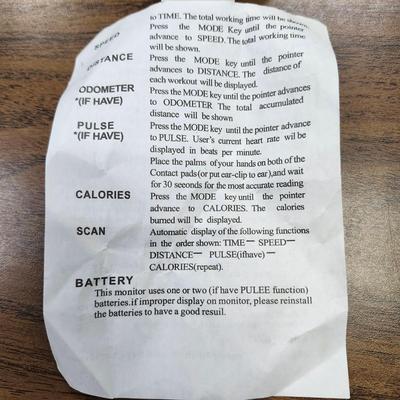 to TIME. The total working time will be shown.
SPEED Press the MODE Key until the pointer
advance to SPEED. The total working time
will be shown.
DISTANCE Press the MODE key until the pointer
advances to DISTANCE. The distance of
each workout will be displayed.
ODOMETER Press the MODE key until the pointer advances
*(IF HAVE) to ODOMETER The total accumulated
distance will be shown
PULSE Press the MODE key until the pointer advance
*(IF HAVE) to PULSE. User's current heart rate wil be
displayed in beats per minute.
Place the palms of your hands on both of the
Contact pads(or put ear-clip to ear),and wait
for 30 seconds for the most accurate reading
CALORIES Press the MODE key until the pointer
advance to CALORIES. The calories
burned will be displayed.
SCAN Automatic display of the following functions
in the order shown: TIME— SPEED—
DISTANCE— PULSE(ifhave)—
CALORIES(repeat).
BATTERY
This monitor uses one or two (if have PULEE function)
batteries.if improper display on monitor, please reinstall
the batteries to have a good resuil.